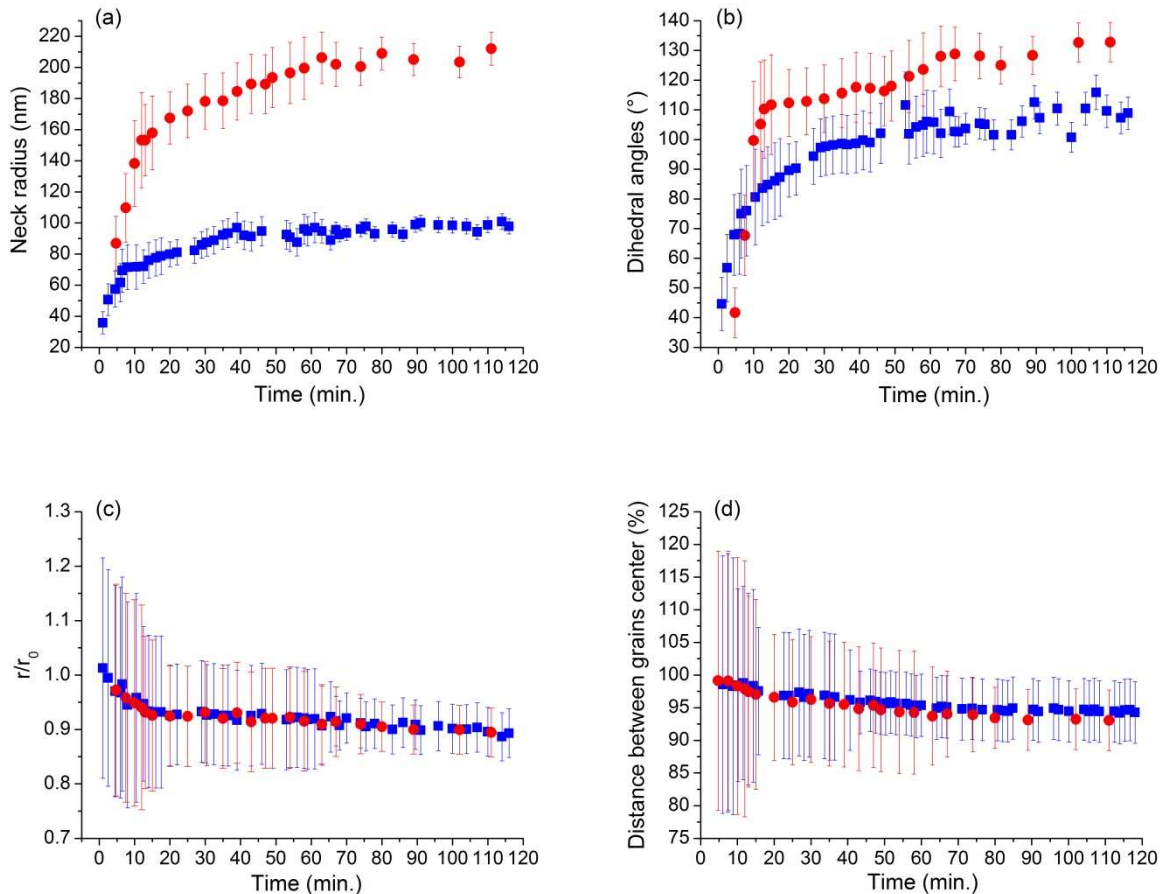 (a)
Neck radius (nm)
220
200
180
160
140
120
100
80
60
40
20
0 10 20 30 40 50 60 70 80 90 100 110 120
Time (min.)
(b)
Dihedral angles (°)
140
130
120
110
100
90
80
70
60
50
40
30
0 10 20 30 40 50 60 70 80 90 100 110 120
Time (min.)
(c)
r/r0
1.3
1.2
1.1
1.0
0.9
0.8
0.7
0 10 20 30 40 50 60 70 80 90 100 110 120
Time (min.)
(d)
Distance between grains center (%)
125
120
115
110
105
100
95
90
85
80
75
0 10 20 30 40 50 60 70 80 90 100 110 120
Time (min.)